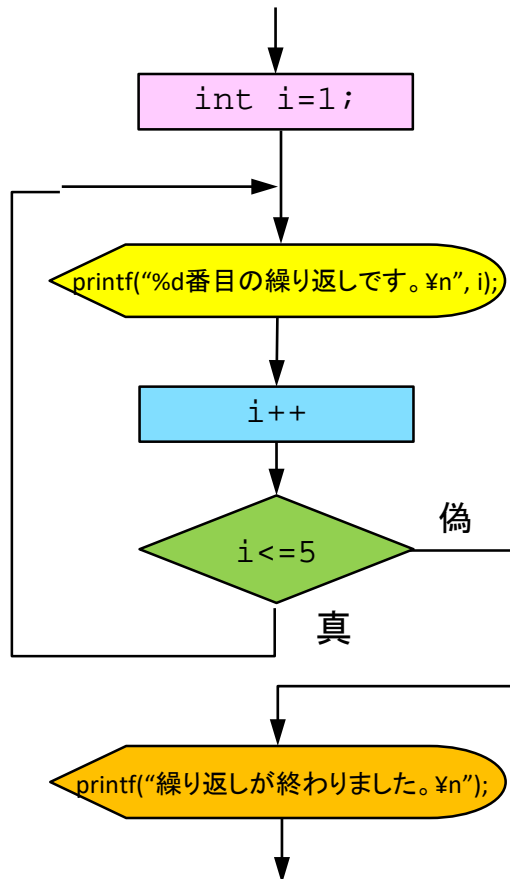 int i=1;
printf(“%d番目の繰り返しです。¥n”, i);
i++
i<=5
偽
真
printf(“繰り返しが終わりました。¥n”);